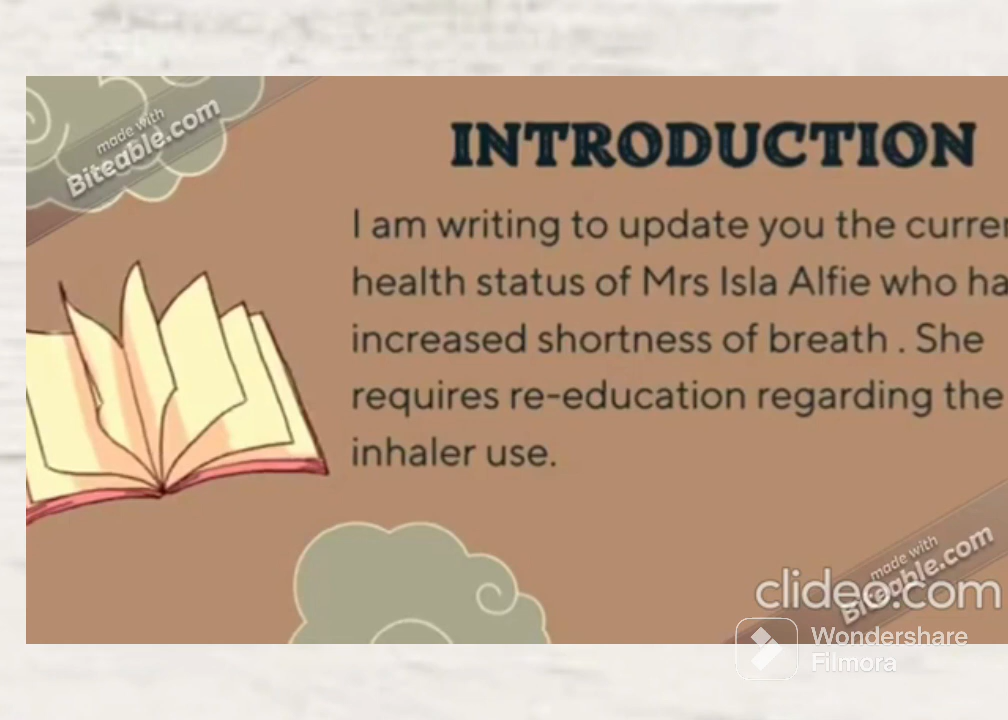 made with
Biteable.com
INTRODUCTION
I am writing to update you the
health status of Mrs Isla Alfie who
increased shortness of breath . She
requires re-education regarding the
inhaler use.
made with
Biteable.com
clideo.com
Wondershare
Filmora